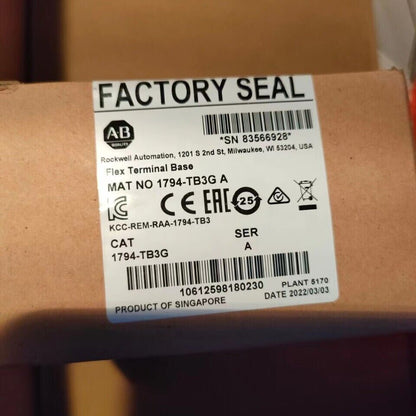 FACTORY SEAL
AB
QUALITY
*SN 83566928*
Rockwell Automation, 1201 S 2nd St, Milwaukee, WI 53204, USA
Flex Terminal Base
MAT NO 1794-TB3G A
CE EAC 25
KCC-REM-RAA-1794-TB3
CAT
1794-TB3G
SER
A
10612598180230
PLANT 5170
DATE 2022/03/03
PRODUCT OF SINGAPORE